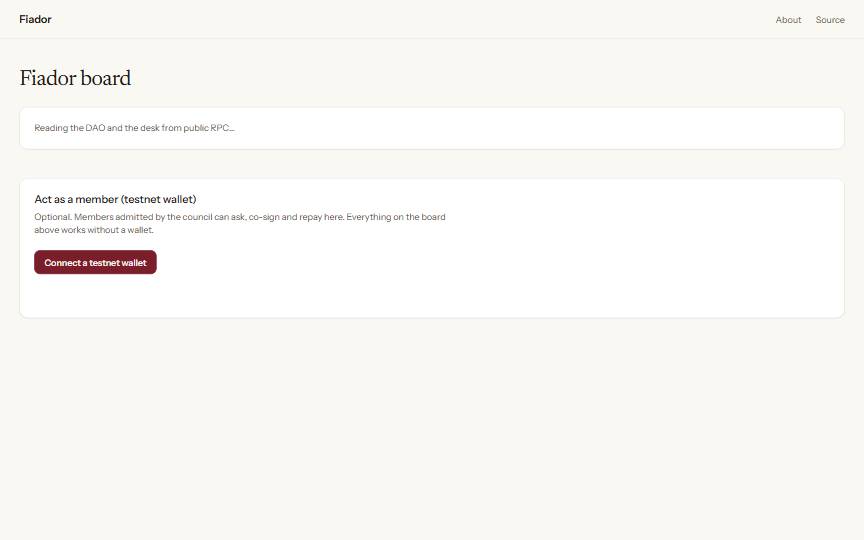 Fiador
About
Source
Fiador board
Reading the DAO and the desk from public RPC…
Act as a member (testnet wallet)
Optional. Members admitted by the council can ask, co-sign and repay here. Everything on the board
above works without a wallet.
Connect a testnet wallet